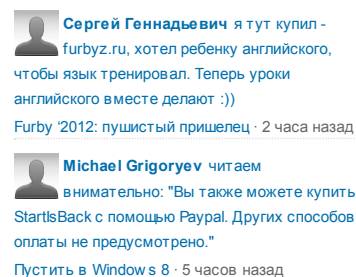 Сергей Геннадьевич я тут купил -
furbyz.ru, хотел ребенку английского,
чтобы язык тренировал. Теперь уроки
английского вместе делают :))
Furby ‘2012: пушистый пришелец · 2 часа назад
Michael Grigoryev читаем
внимательно: "Вы также можете купить
StartIsBack с помощью Paypal. Других способов
оплаты не предусмотрено."
Пустить в Windows 8 · 5 часов назад